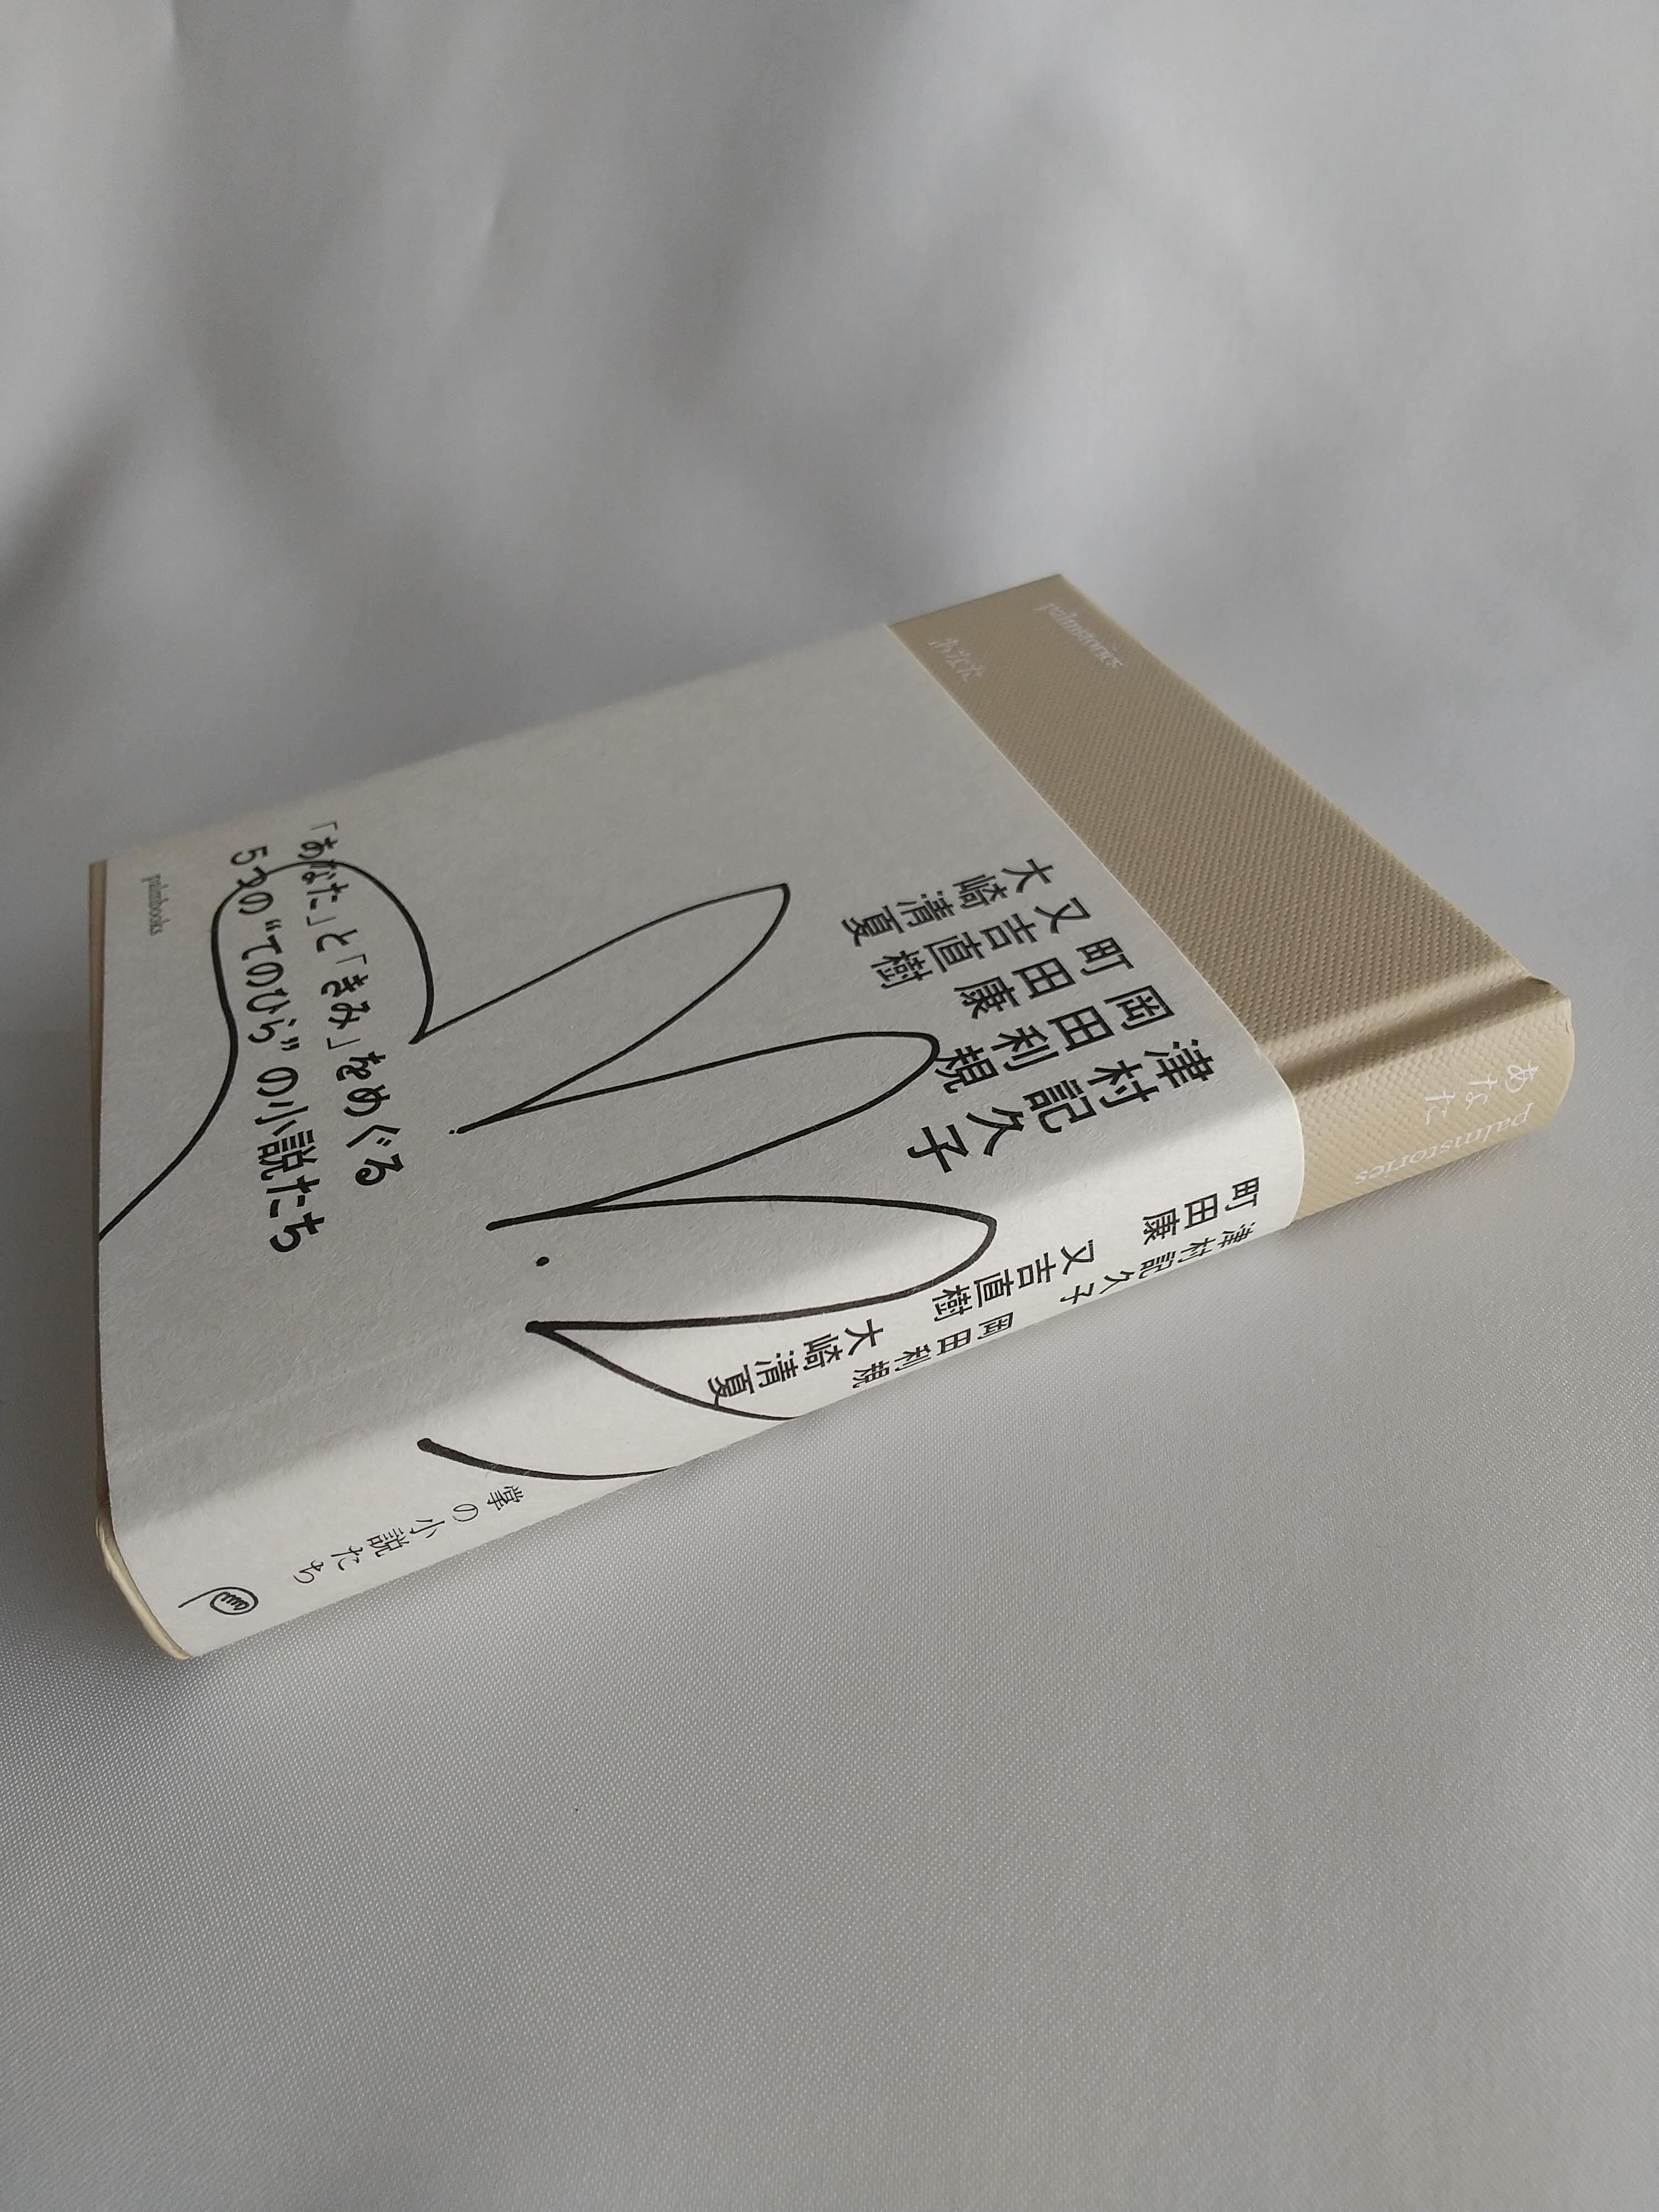 palmstories
あなた
津村記久子
岡田利規
町田康
又吉直樹
大崎清夏
「あなた」と「きみ」をめぐる
5つの“てのひら”の小説たち
palmbooks
palmstories
あなた
津村記久子
岡田利規
町田康
又吉直樹
大崎清夏
掌の小説たち